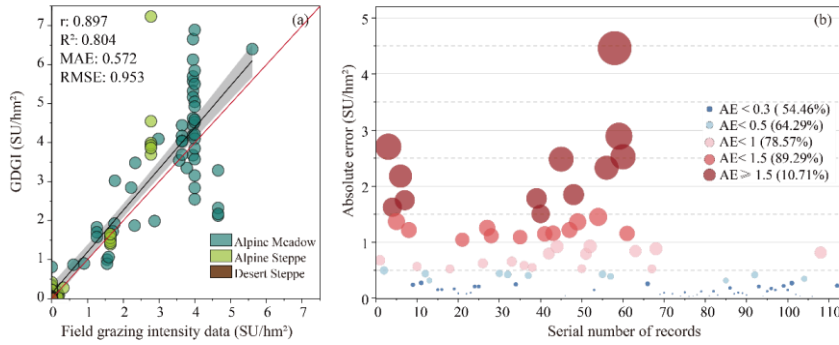 (a)
r: 0.897
R²: 0.804
MAE: 0.572
RMSE: 0.953
7
6
5
4
3
2
1
0
GDGI (SU/hm²)
Alpine Meadow
Alpine Steppe
Desert Steppe
0 1 2 3 4 5 6 7
Field grazing intensity data (SU/hm²)
(b)
5
4
3
2
1
0
Absolute error (SU/hm²)
AE < 0.3 ( 54.46%)
AE < 0.5 (64.29%)
AE< 1 (78.57%)
AE< 1.5 (89.29%)
AE⩾ 1.5 (10.71%)
0 10 20 30 40 50 60 70 80 90 100 110
Serial number of records